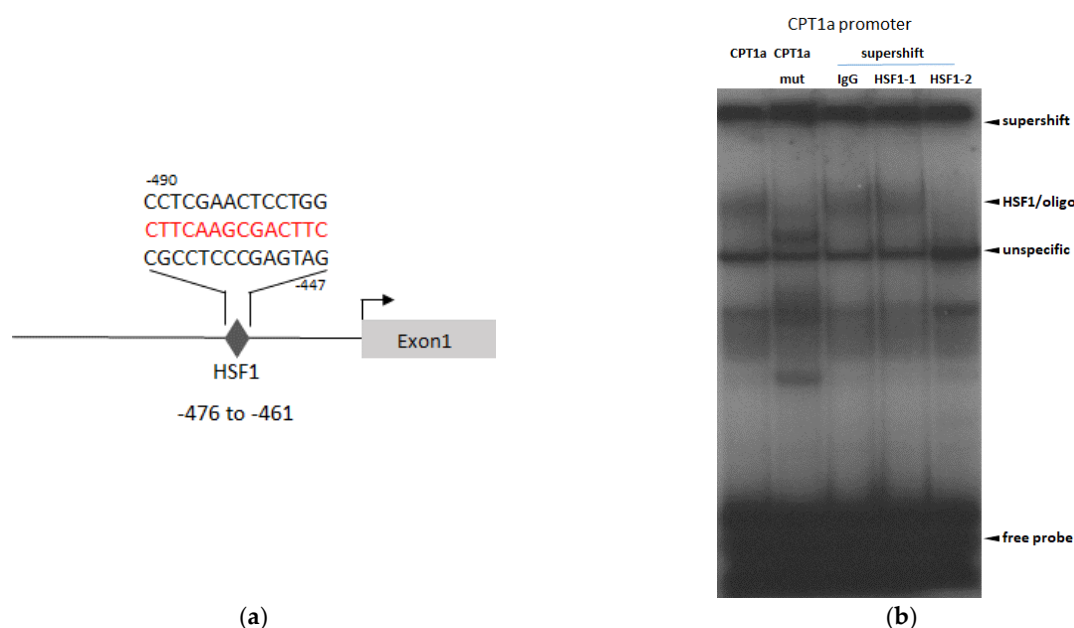 -490
CCTCGAACTCCTGG
CTTCAAGCGACTTC
CGCCTCCCGAGTAG
-447
Exon1
HSF1
-476 to -461
(a)
CPT1a promoter
CPT1a CPT1a supershift
mut IgG HSF1-1 HSF1-2
supershift
HSF1/oligo
unspecific
free probe
(b)